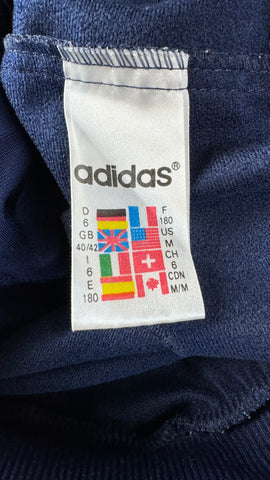 adidas®
D F
6 180
GB US
40/42 M
I CH
6 6
E CDN
180 M/M